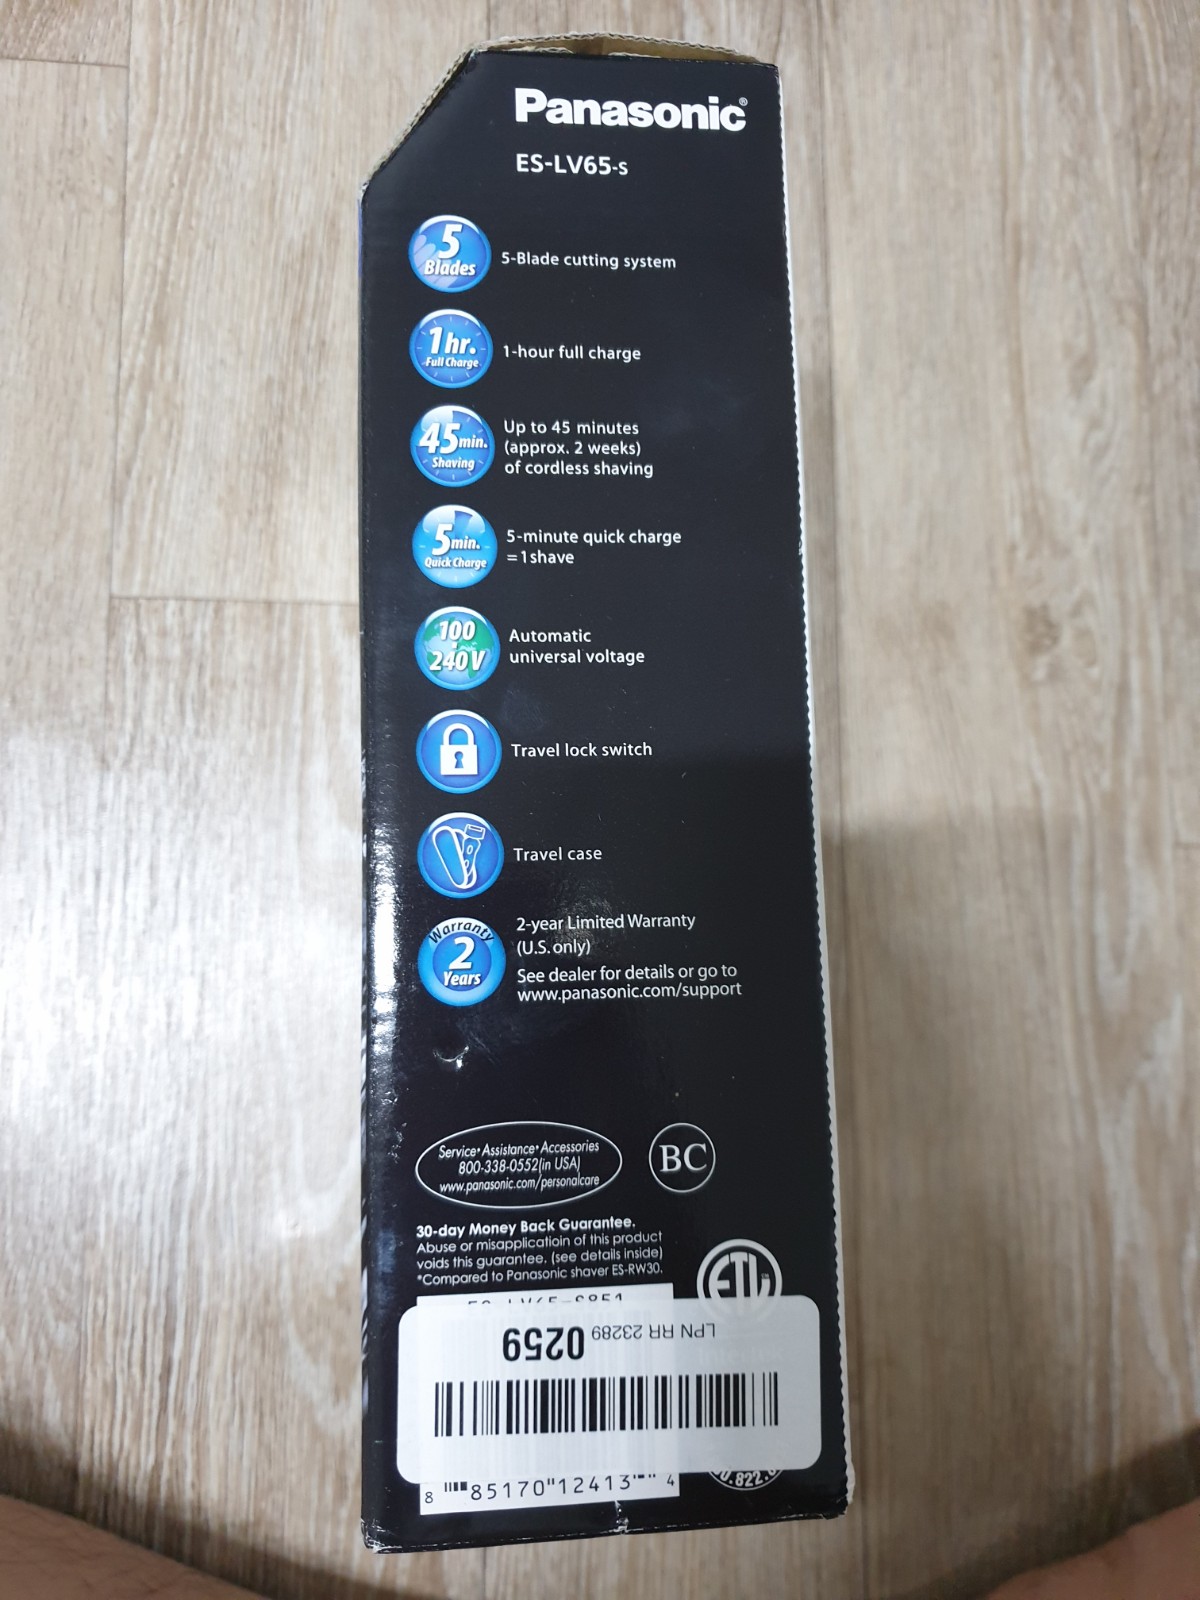 Panasonic®
ES-LV65-S
5
Blades
5-Blade cutting system
1hr.
Full Charge
1-hour full charge
45min.
Shaving
Up to 45 minutes
(approx. 2 weeks)
of cordless shaving
5min.
Quick Charge
5-minute quick charge
=1shave
100
-
240V
Automatic
universal voltage
Travel lock switch
Travel case
Warranty
2
Years
2-year Limited Warranty
(U.S. only)
See dealer for details or go to
www.panasonic.com/support
Service•Assistance•Accessories
800-338-0552(in USA)
www.panasonic.com/personalcare
BC
30-day Money Back Guarantee.
Abuse or misapplicatioin of this product
voids this guarantee. (see details inside)
*Compared to Panasonic shaver ES-RW30.
ETL
LPN RR 23289 0259
8 85170 12413 4